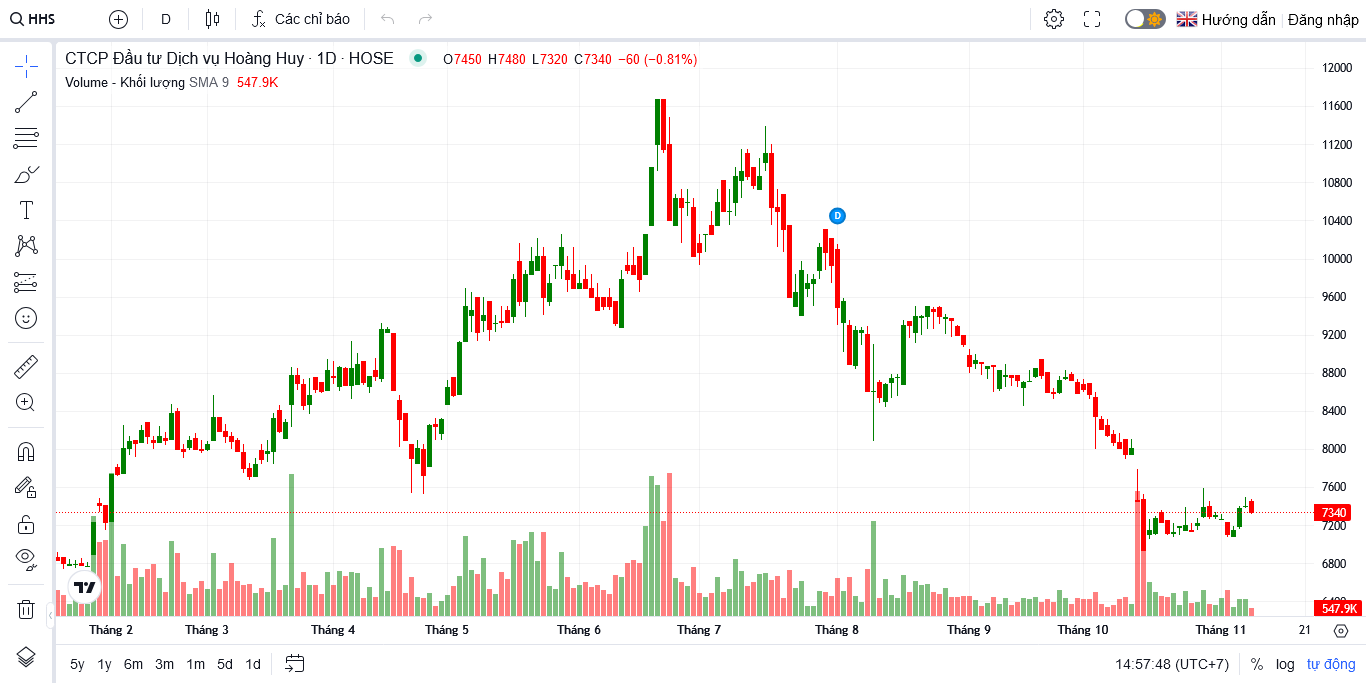 HHS D Các chỉ báo Hướng dẫn Đăng nhập
CTCP Đầu tư Dịch vụ Hoàng Huy · 1D · HOSE O7450 H7480 L7320 C7340 −60 (−0.81%)
Volume - Khối lượng SMA 9 547.9K
12000
11600
11200
10800
10400
D
10000
9600
9200
8800
8400
8000
7600
7340
7200
6800
6400
547.9K
Tháng 2 Tháng 3 Tháng 4 Tháng 5 Tháng 6 Tháng 7 Tháng 8 Tháng 9 Tháng 10 Tháng 11 21
5y 1y 6m 3m 1m 5d 1d 14:57:48 (UTC+7) % log tự động